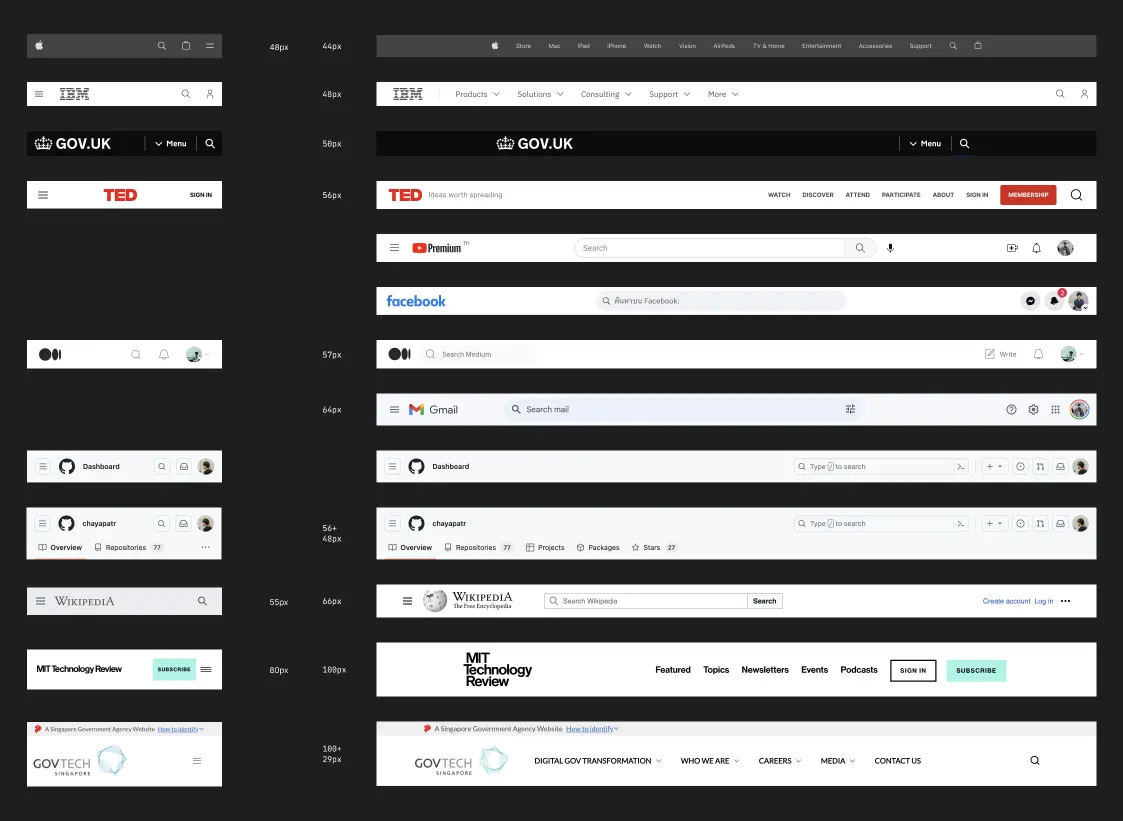 48px 44px Store Mac iPad iPhone Watch Vision AirPods TV & Home Entertainment Accessories Support
IBM 48px IBM Products Solutions Consulting Support More
GOV.UK Menu 50px GOV.UK Menu
TED SIGN IN 56px TED Ideas worth spreading WATCH DISCOVER ATTEND PARTICIPATE ABOUT SIGN IN MEMBERSHIP
Premium TH Search
facebook ค้นหาบน Facebook 2
57px Search Medium Write
64px Gmail Search mail
Dashboard Dashboard Type / to search
chayapatr 56+ chayapatr Type / to search
Overview Repositories 77 48px Overview Repositories 77 Projects Packages Stars 27
WIKIPEDIA 55px 66px WIKIPEDIA The Free Encyclopedia Search Wikipedia Search Create account Log in
MIT Technology Review SUBSCRIBE 80px 100px MIT Technology Review Featured Topics Newsletters Events Podcasts SIGN IN SUBSCRIBE
A Singapore Government Agency Website How to identify A Singapore Government Agency Website How to identify
GOVTECH SINGAPORE 100+ 29px GOVTECH SINGAPORE DIGITAL GOV TRANSFORMATION WHO WE ARE CAREERS MEDIA CONTACT US